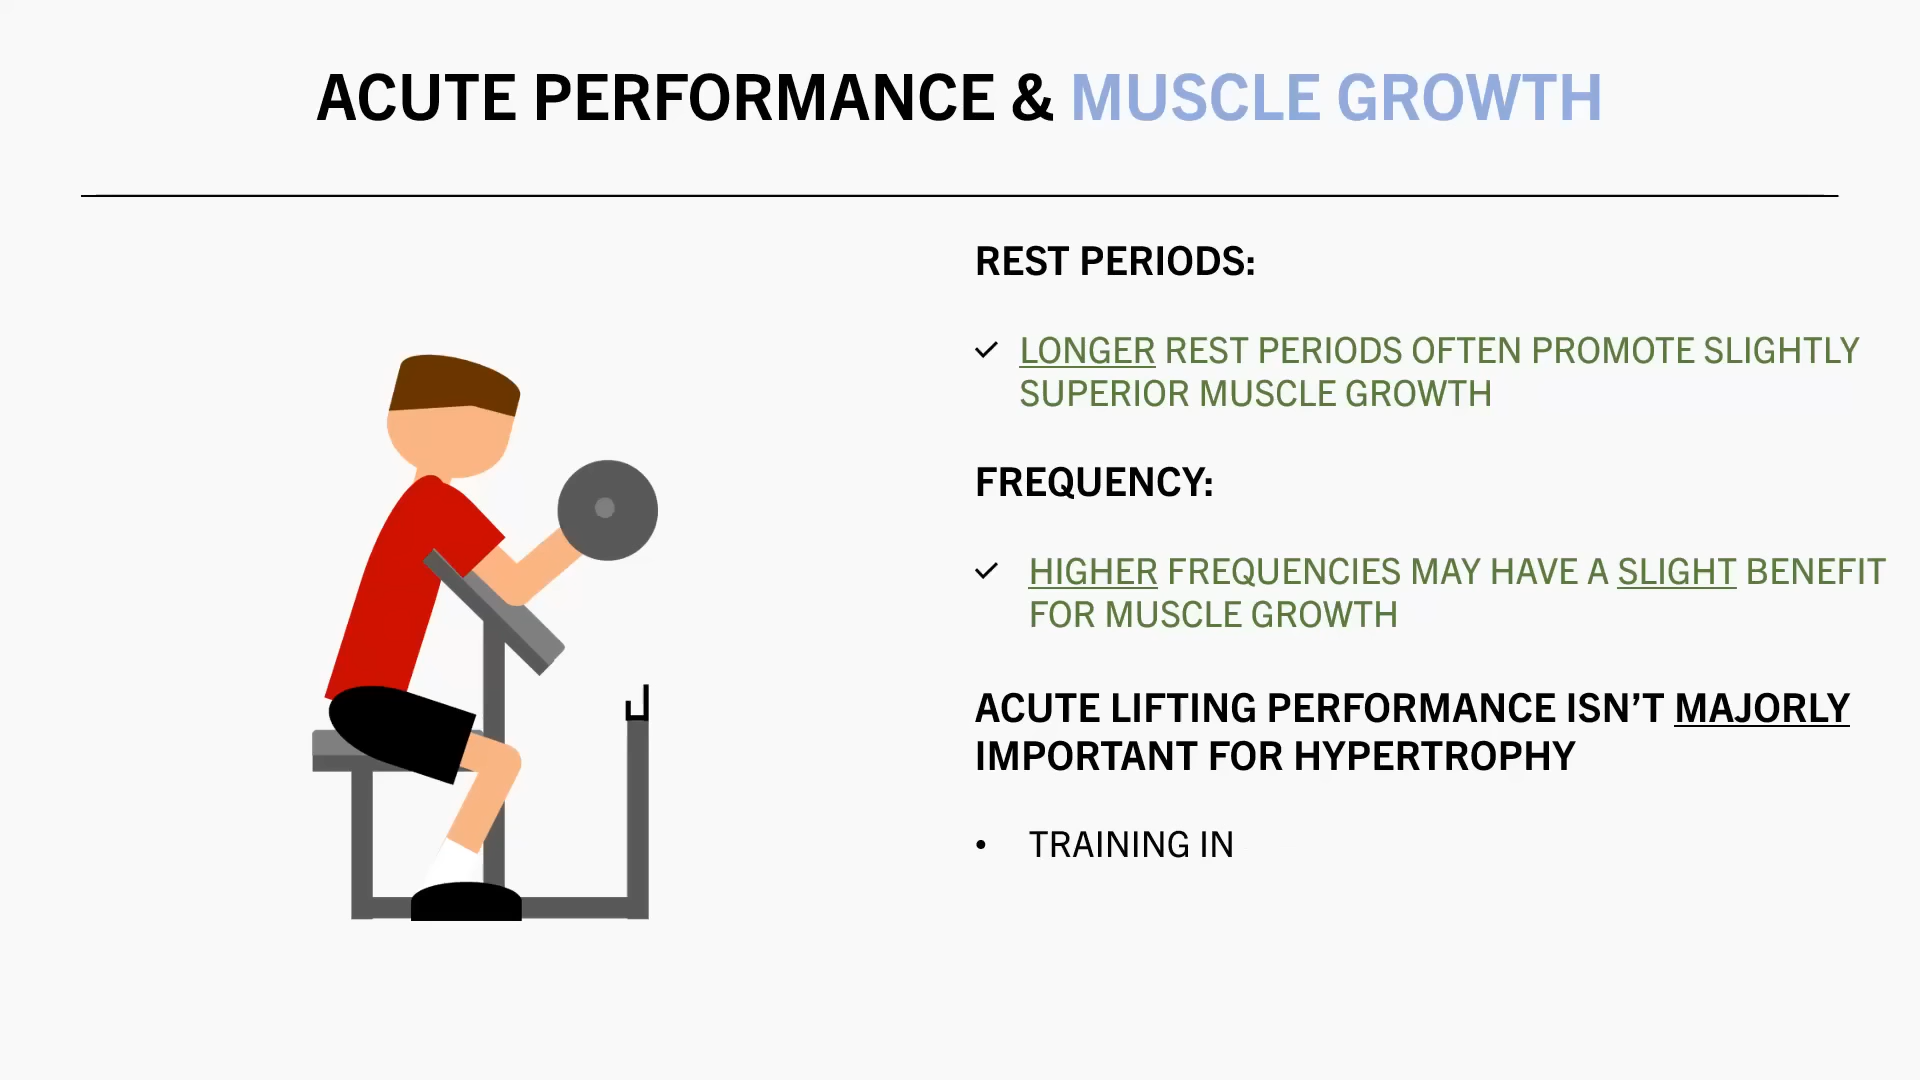 ACUTE PERFORMANCE & MUSCLE GROWTH
REST PERIODS:
✓ LONGER REST PERIODS OFTEN PROMOTE SLIGHTLY
SUPERIOR MUSCLE GROWTH
FREQUENCY:
✓ HIGHER FREQUENCIES MAY HAVE A SLIGHT BENEFIT
FOR MUSCLE GROWTH
ACUTE LIFTING PERFORMANCE ISN’T MAJORLY
IMPORTANT FOR HYPERTROPHY
• TRAINING IN